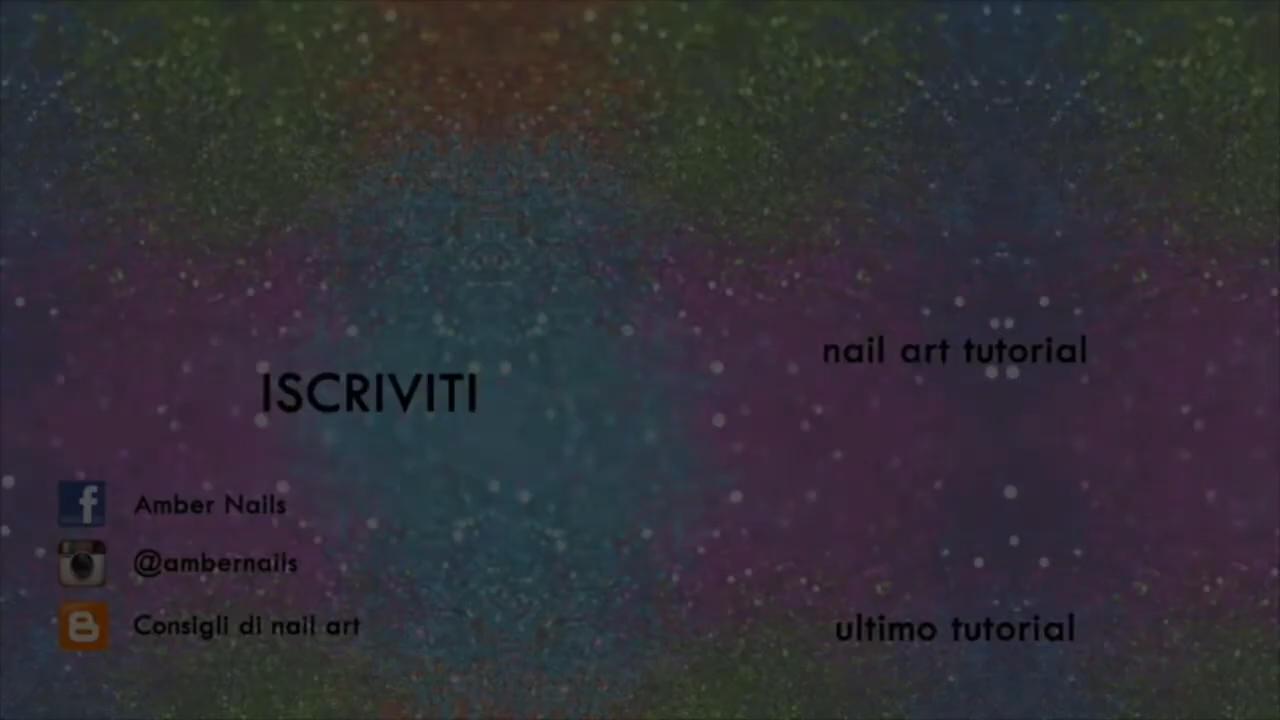 nail art tutorial
ISCRIVITI
Amber Nails
@ambernails
Consigli di nail art
ultimo tutorial